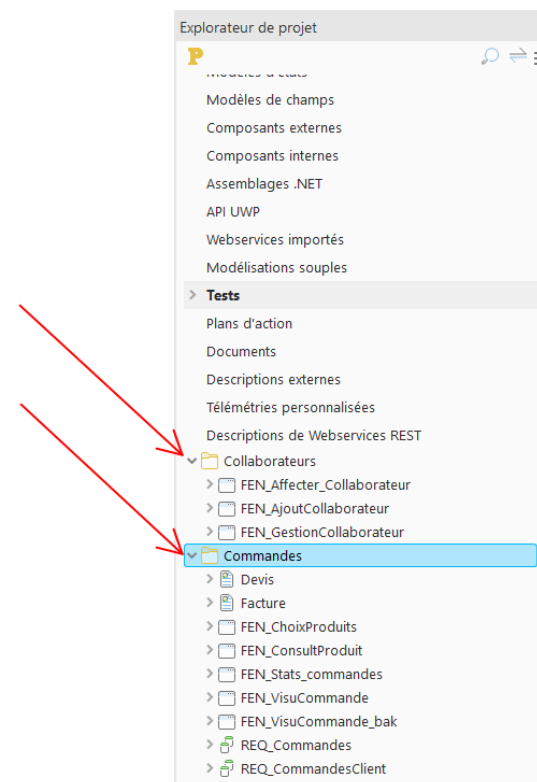 Explorateur de projet
P
Modèles de champs
Composants externes
Composants internes
Assemblages .NET
API UWP
Webservices importés
Modélisations souples
Tests
Plans d'action
Documents
Descriptions externes
Télémétries personnalisées
Descriptions de Webservices REST
Collaborateurs
FEN_Affecter_Collaborateur
FEN_AjoutCollaborateur
FEN_GestionCollaborateur
Commandes
Devis
Facture
FEN_ChoixProduits
FEN_ConsultProduit
FEN_Stats_commandes
FEN_VisuCommande
FEN_VisuCommande_bak
REQ_Commandes
REQ_CommandesClient